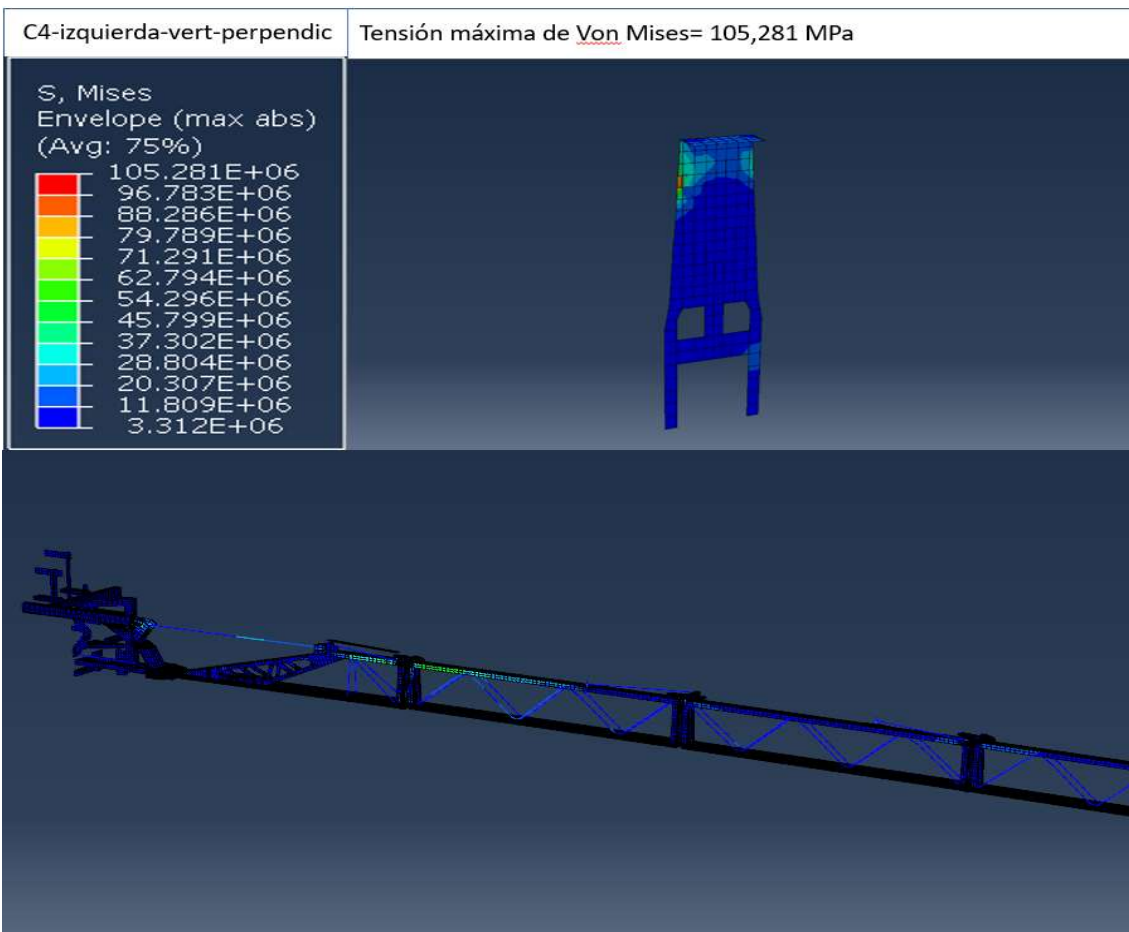 C4-izquierda-vert-perpendic
Tensión máxima de Von Mises= 105,281 MPa
S, Mises
Envelope (max abs)
(Avg: 75%)
105.281E+06
96.783E+06
88.286E+06
79.789E+06
71.291E+06
62.794E+06
54.296E+06
45.799E+06
37.302E+06
28.804E+06
20.307E+06
11.809E+06
3.312E+06